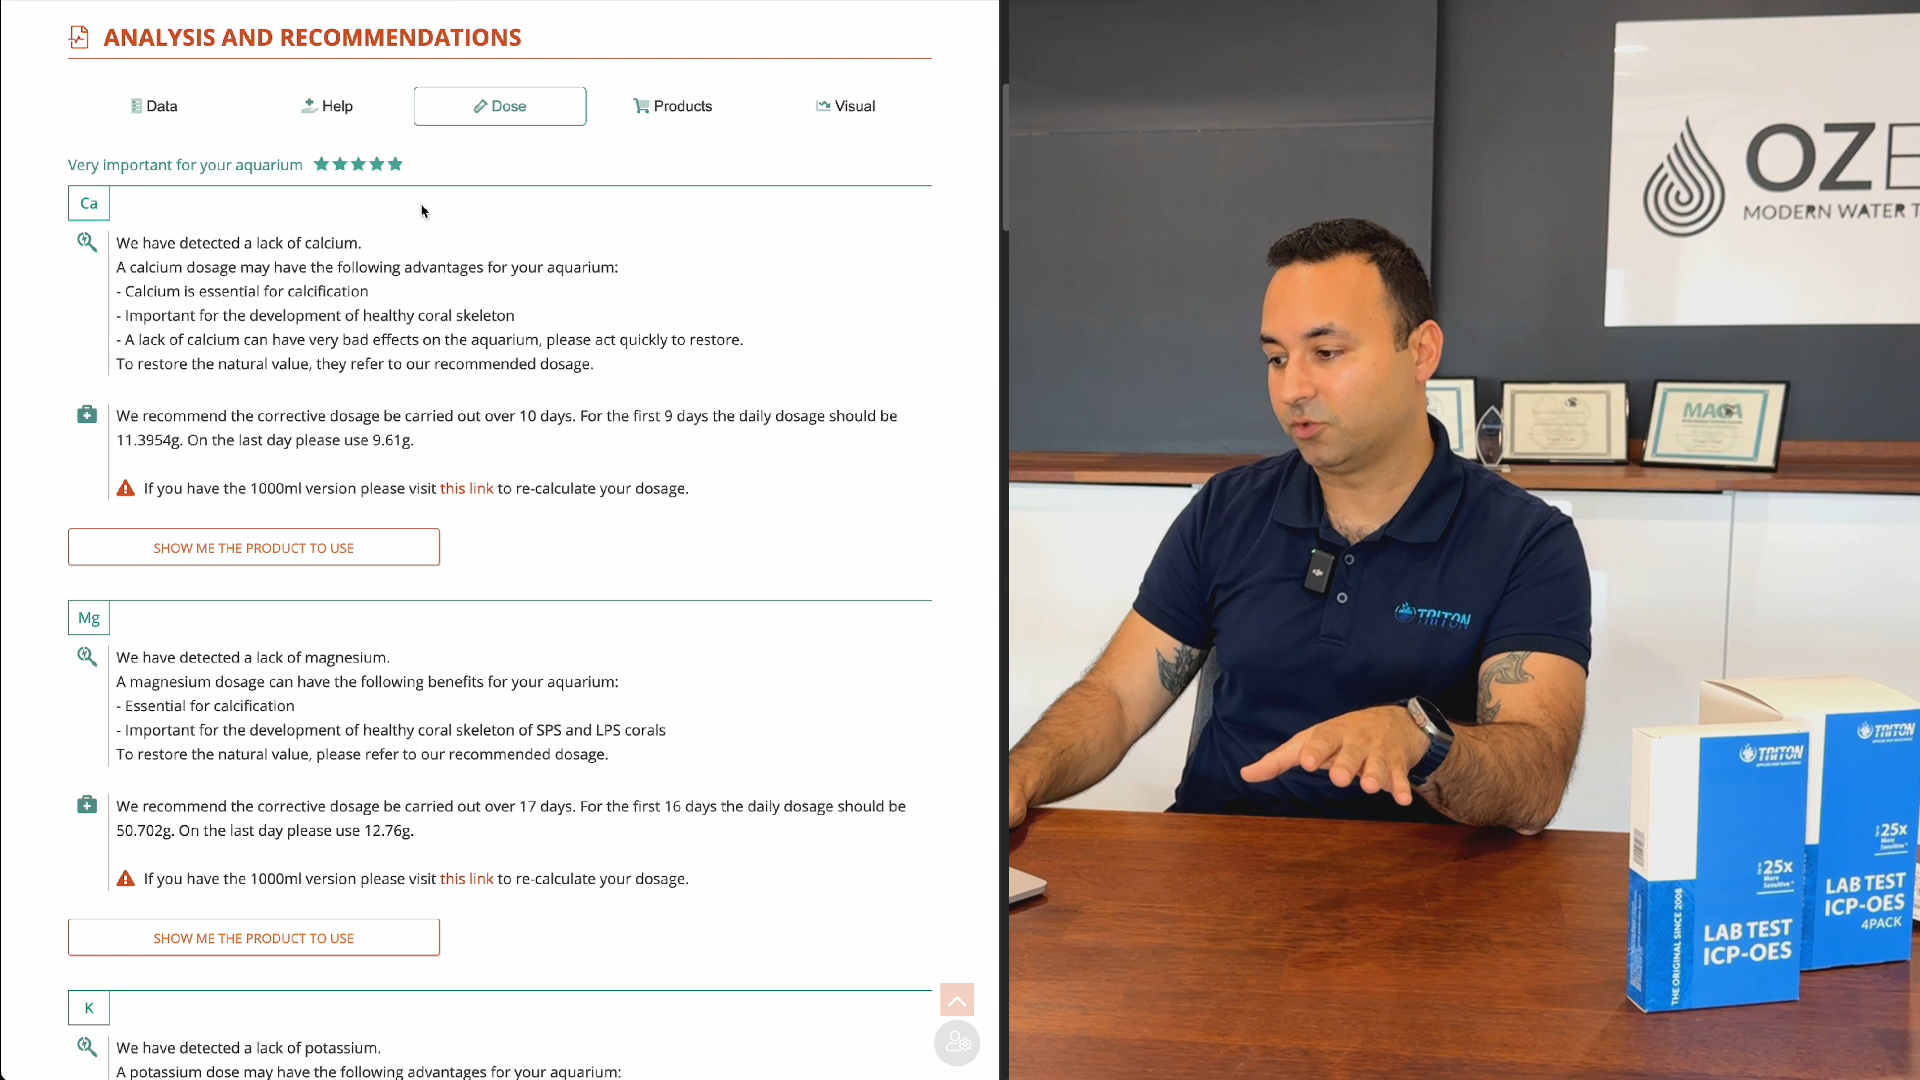 ANALYSIS AND RECOMMENDATIONS
Data
Help
Dose
Products
Visual
Very important for your aquarium
Ca
We have detected a lack of calcium.
A calcium dosage may have the following advantages for your aquarium:
- Calcium is essential for calcification
- Important for the development of healthy coral skeleton
- A lack of calcium can have very bad effects on the aquarium, please act quickly to restore.
To restore the natural value, they refer to our recommended dosage.
We recommend the corrective dosage be carried out over 10 days. For the first 9 days the daily dosage should be
11.3954g. On the last day please use 9.61g.
If you have the 1000ml version please visit this link to re-calculate your dosage.
SHOW ME THE PRODUCT TO USE
Mg
We have detected a lack of magnesium.
A magnesium dosage can have the following benefits for your aquarium:
- Essential for calcification
- Important for the development of healthy coral skeleton of SPS and LPS corals
To restore the natural value, please refer to our recommended dosage.
We recommend the corrective dosage be carried out over 17 days. For the first 16 days the daily dosage should be
50.702g. On the last day please use 12.76g.
If you have the 1000ml version please visit this link to re-calculate your dosage.
SHOW ME THE PRODUCT TO USE
K
We have detected a lack of potassium.
A potassium dose may have the following advantages for your aquarium:
OZ
MODERN WATER T
MACA
TRITON
TRITON
25x
More
Sensitive*
LAB TEST
ICP-OES
THE ORIGINAL SINCE 2008
TRITON
25x
More
Sensitive*
LAB TEST
ICP-OES
4PACK